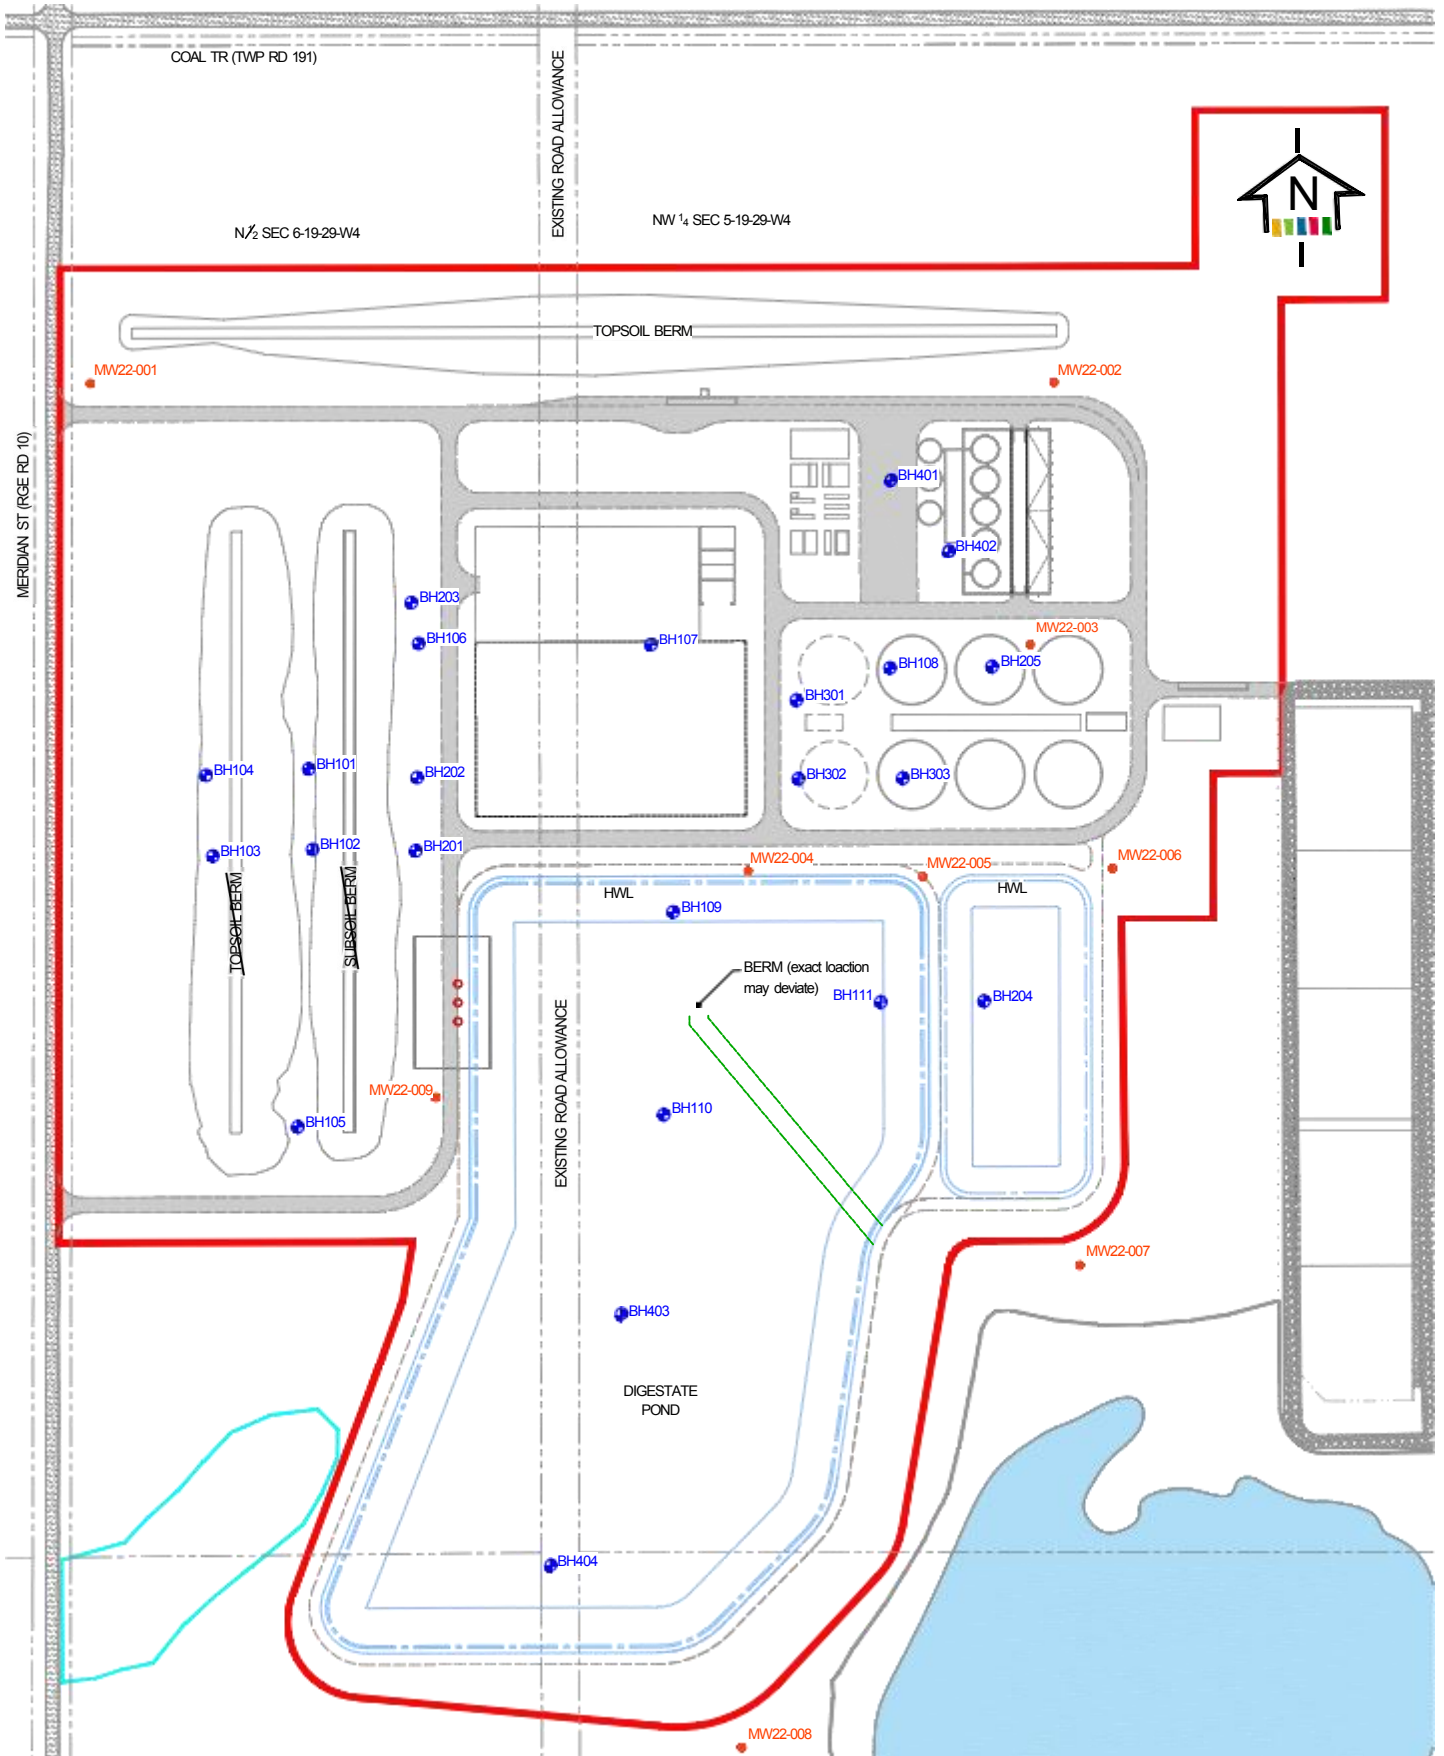 COAL TR (TWP RD 191)
EXISTING ROAD ALLOWANCE
N
N½ SEC 6-19-29-W4
NW ¼ SEC 5-19-29-W4
TOPSOIL BERM
MW22-001
MW22-002
MERIDIAN ST (RGE RD 10)
BH401
BH402
BH203
BH106
BH107
MW22-003
BH108
BH205
BH301
BH104
BH101
BH202
BH302
BH303
BH103
BH102
BH201
MW22-004
MW22-005
MW22-006
HWL
HWL
TOPSOIL BERM
SUBSOIL BERM
BH109
BERM (exact loaction
may deviate)
BH111
BH204
EXISTING ROAD ALLOWANCE
MW22-009
BH110
BH105
MW22-007
BH403
DIGESTATE
POND
BH404
MW22-008